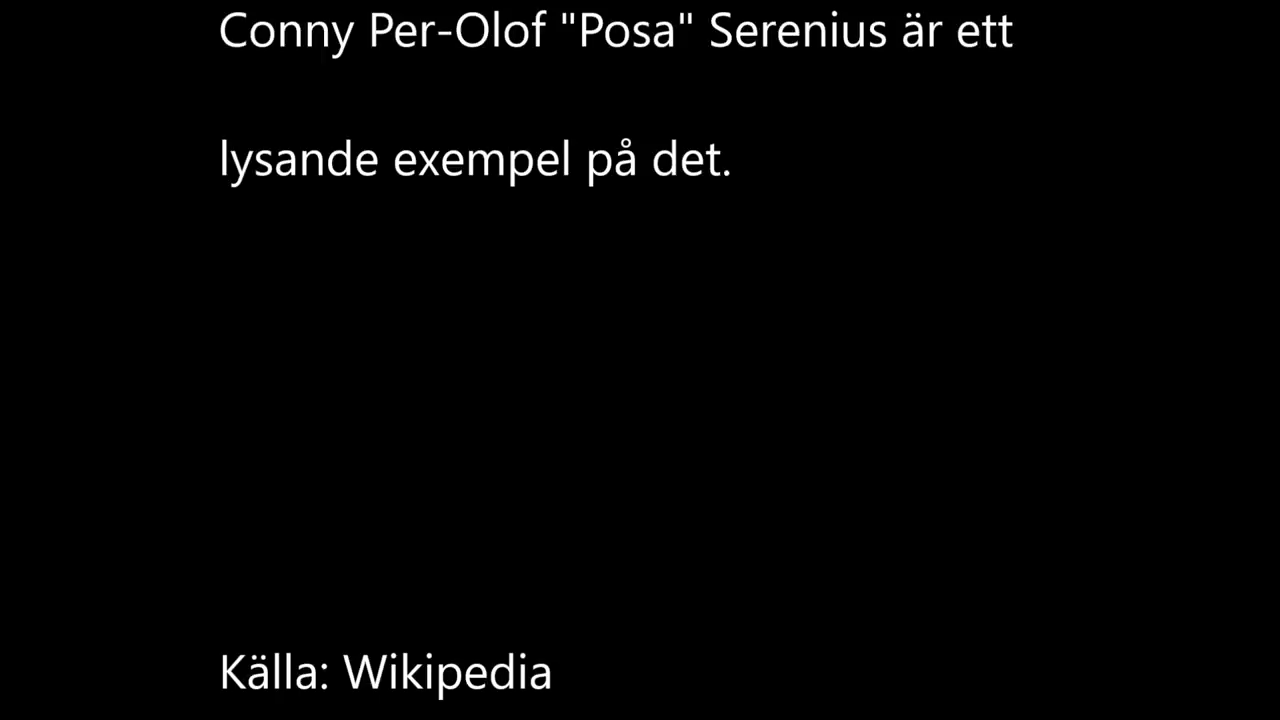 Conny Per-Olof "Posa" Serenius är ett
lysande exempel på det.
Källa: Wikipedia